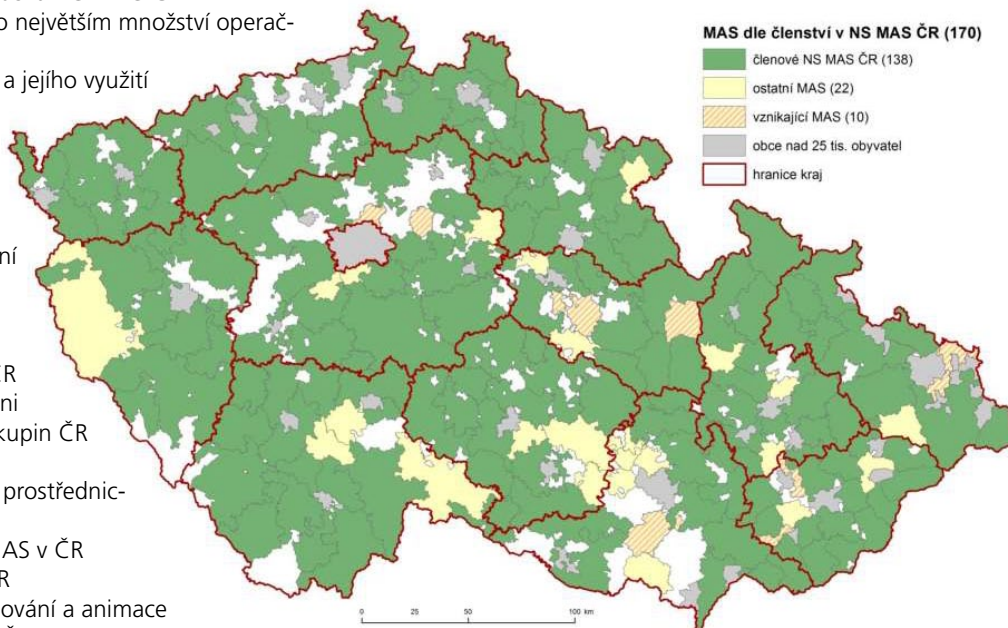 o největším množství operač-
a jejího využití
ní
ČR
ni
kupin ČR
prostřednic-
MAS v ČR
ČR
ování a animace
MAS dle členství v NS MAS ČR (170)
členové NS MAS ČR (138)
ostatní MAS (22)
vznikající MAS (10)
obce nad 25 tis. obyvatel
hranice kraj
0 25 50 100 km